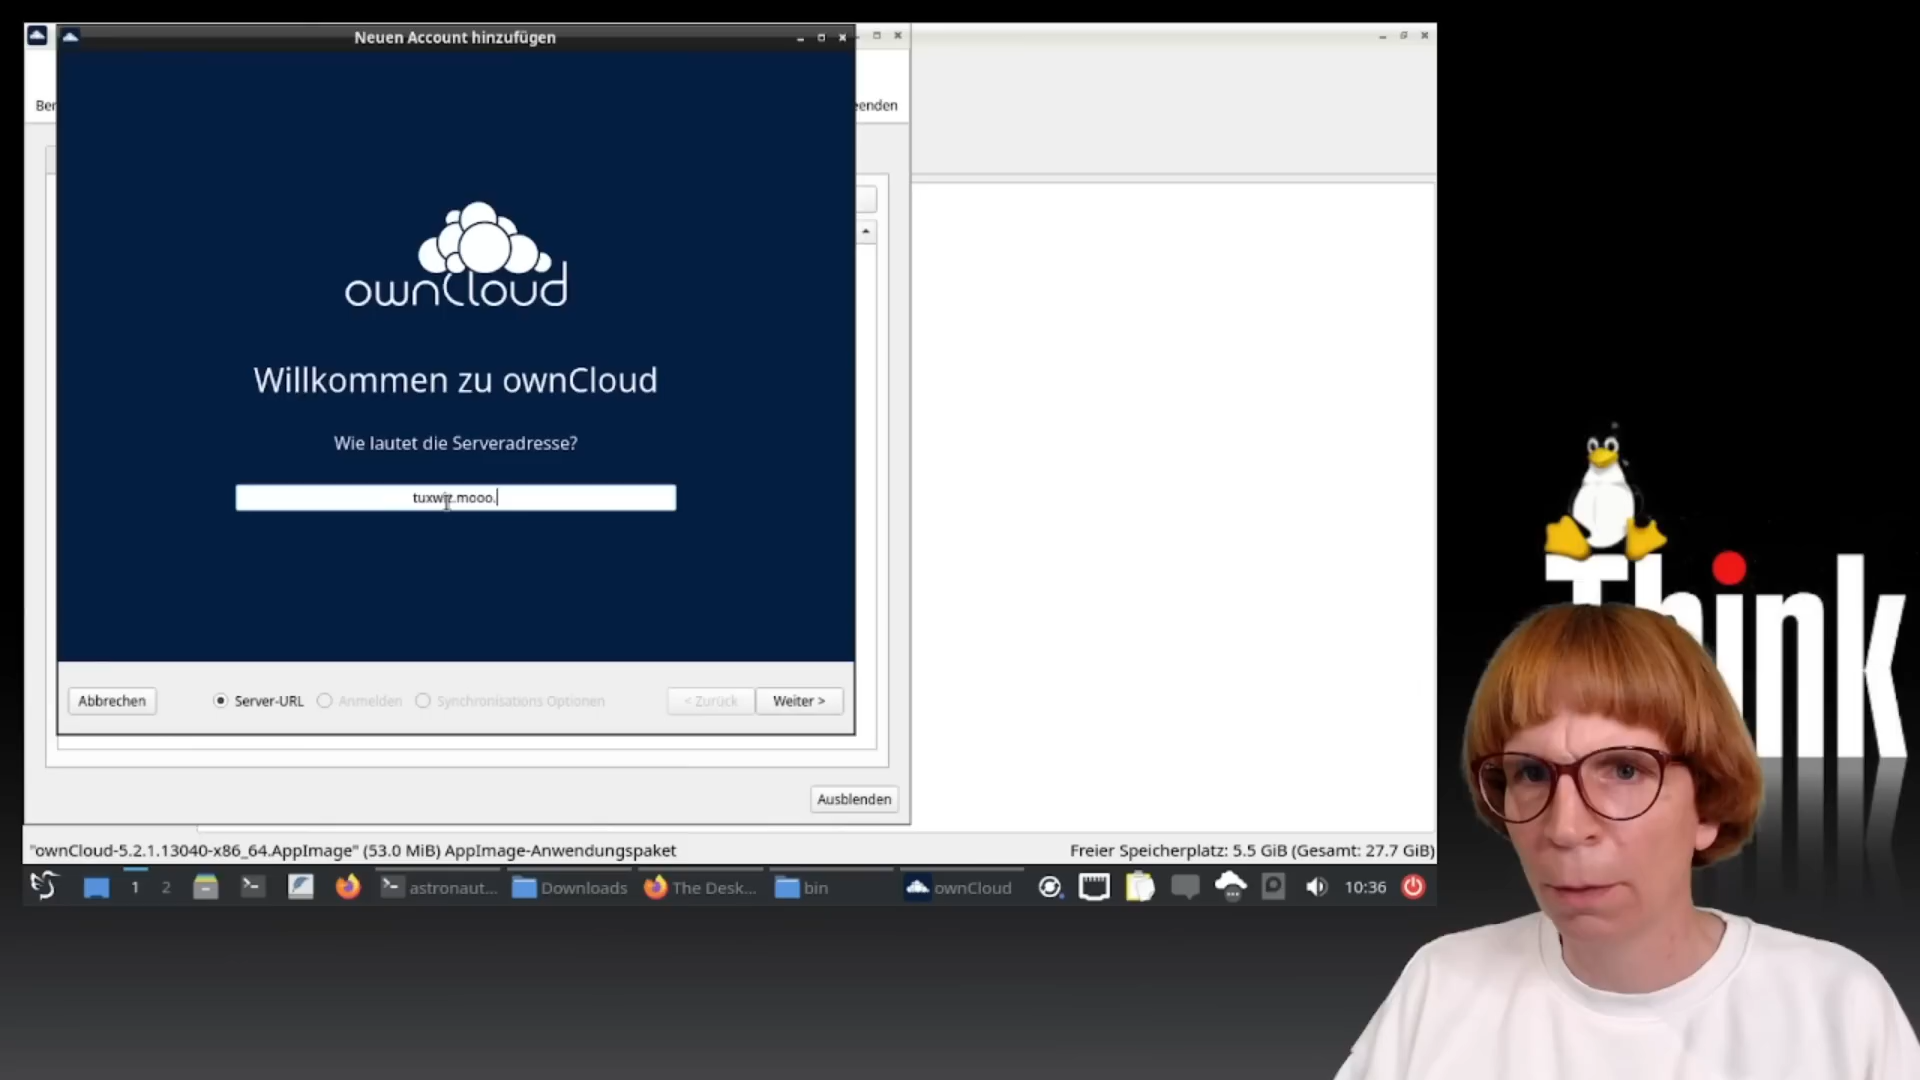 Neuen Account hinzufügen
Ber
eenden
ownCloud
Willkommen zu ownCloud
Wie lautet die Serveradresse?
tuxwiz.mooo.
Abbrechen
Server-URL
Anmelden
Synchronisations Optionen
< Zurück
Weiter >
Ausblenden
"ownCloud-5.2.1.13040-x86_64.AppImage" (53.0 MiB) AppImage-Anwendungspaket
Freier Speicherplatz: 5.5 GiB (Gesamt: 27.7 GiB)
1
2
astronaut...
Downloads
The Desk...
bin
ownCloud
10:36
Think